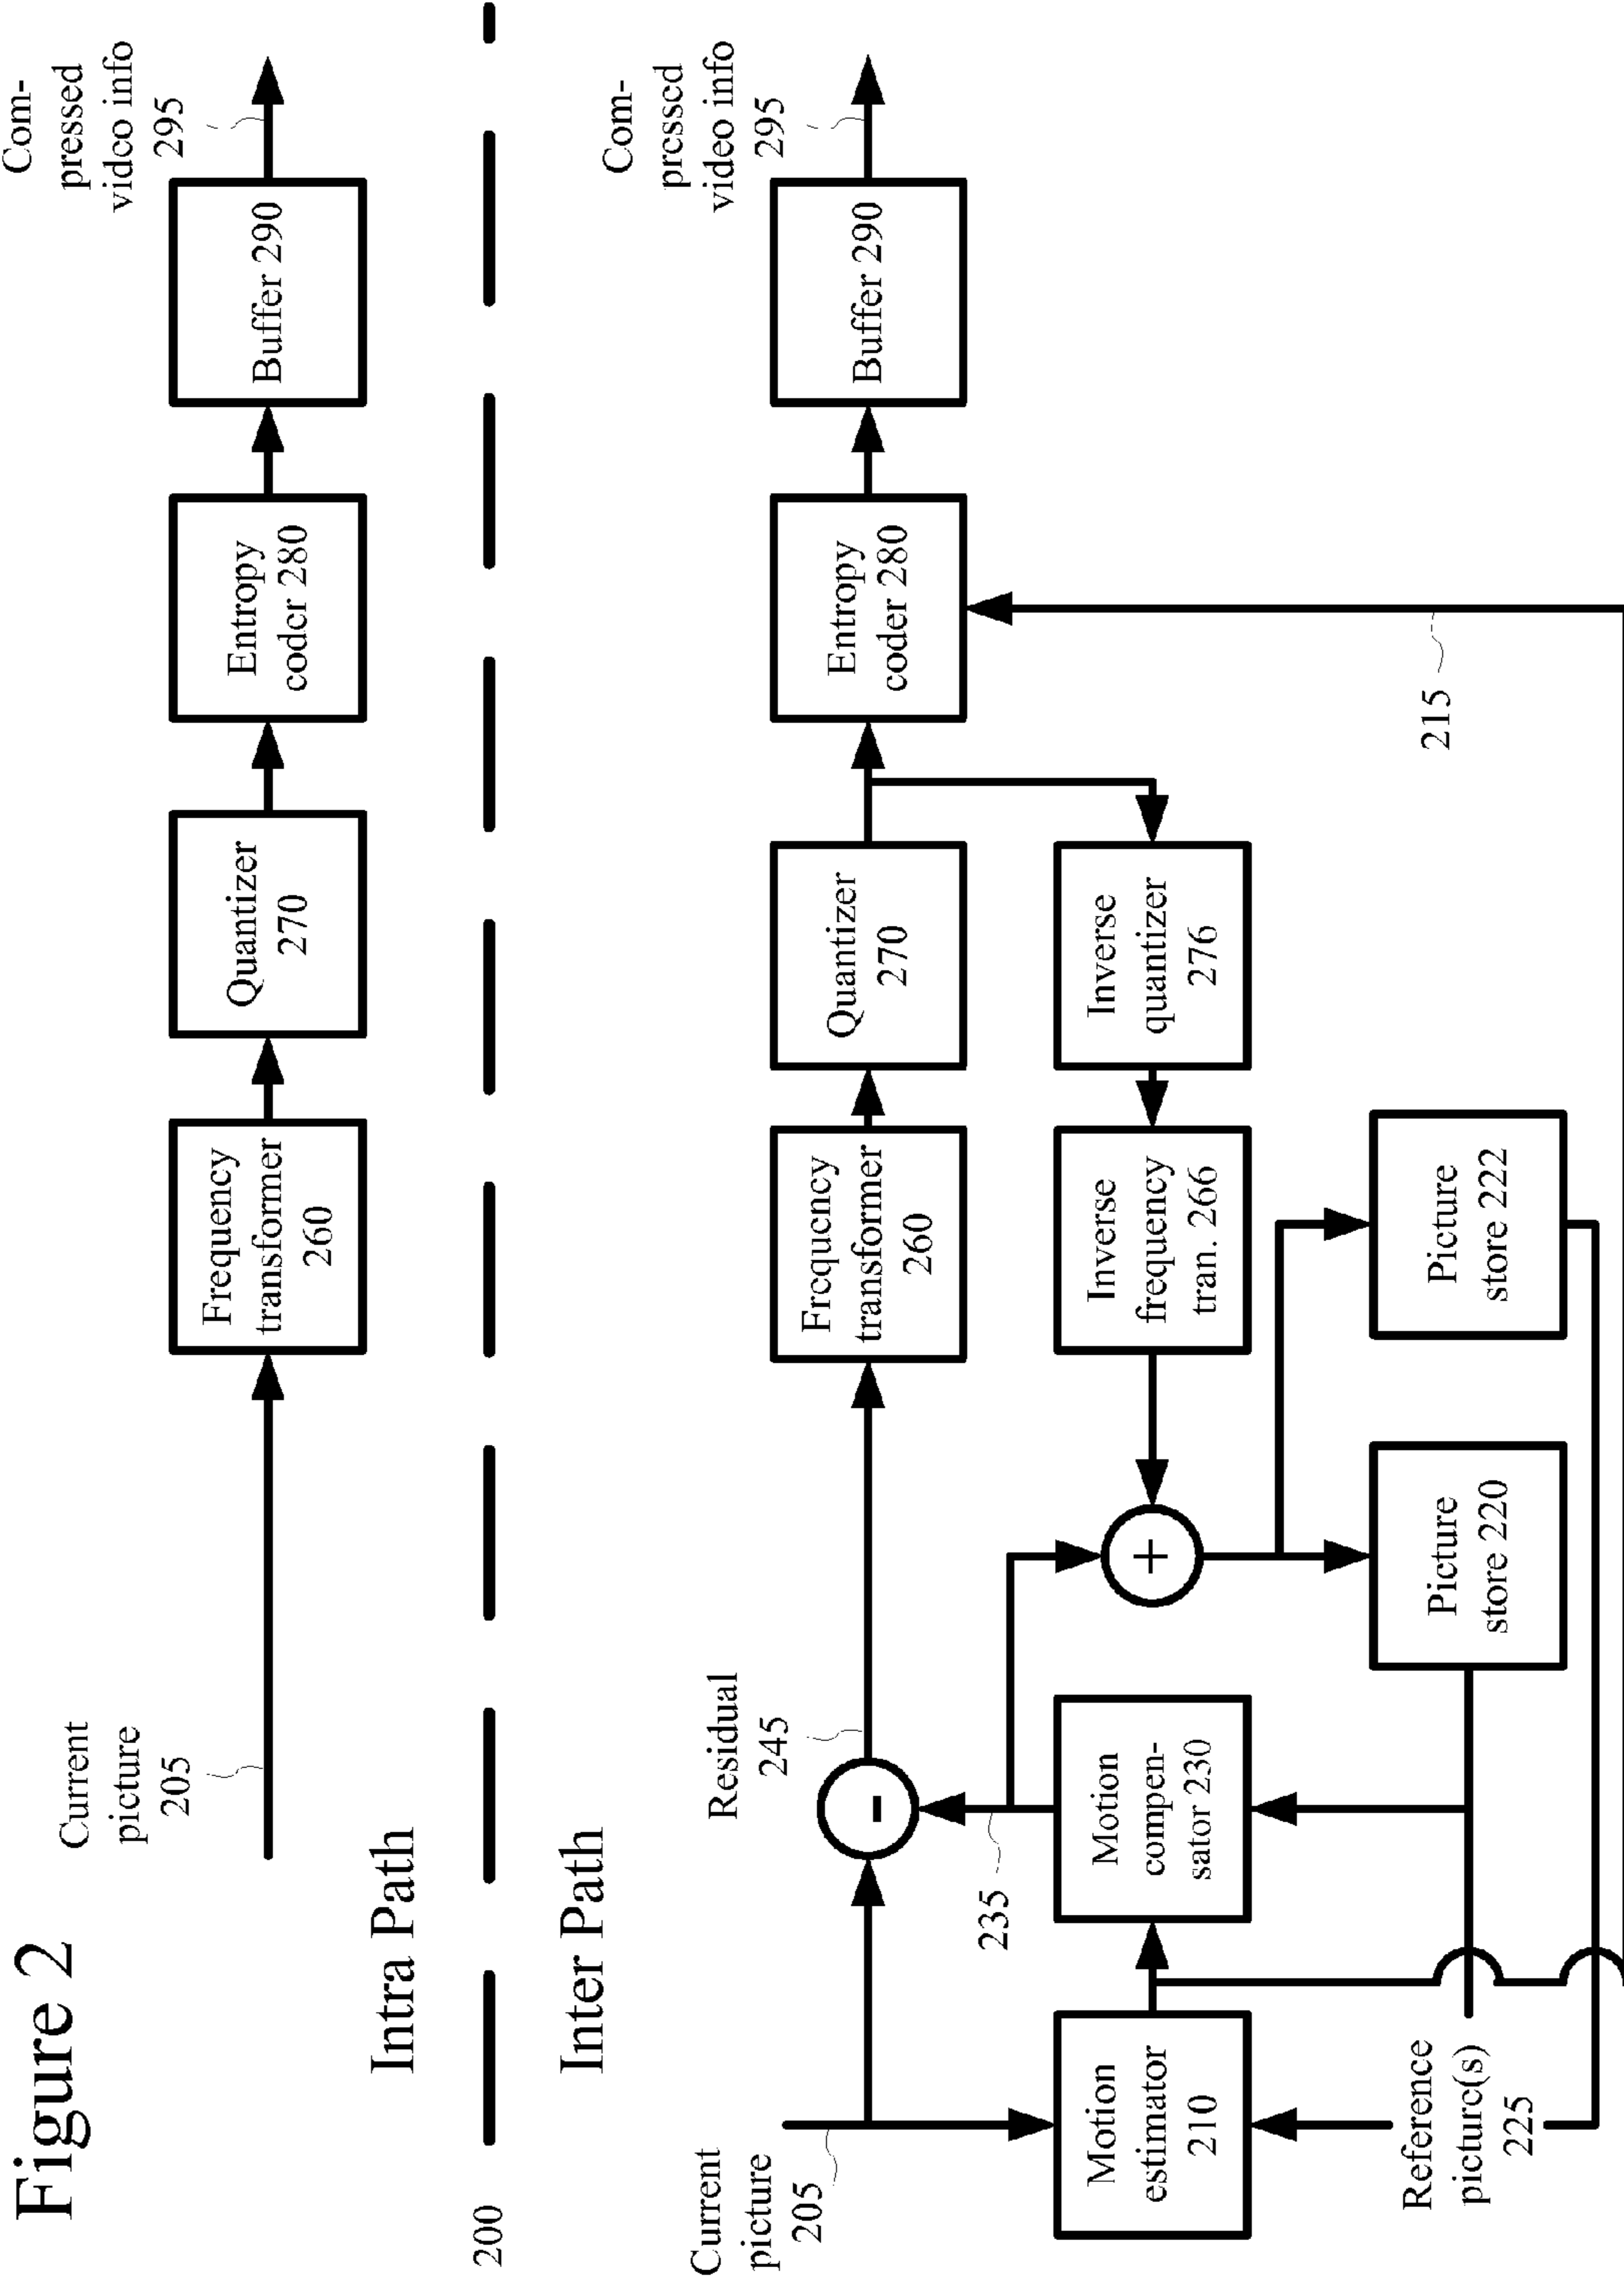 Figure 2
Current
picture
205
Frequency
transformer
260
Quantizer
270
Entropy
coder 280
Buffer 290
Com-
pressed
video info
295
Intra Path
200
Inter Path
Current
picture
205
Residual
245
Frequency
transformer
260
Quantizer
270
Entropy
coder 280
Buffer 290
Com-
pressed
video info
295
Motion
estimator
210
235
Motion
compen-
sator 230
+
-
Inverse
frequency
tran. 266
Inverse
quantizer
276
215
Reference
picture(s)
225
Picture
store 220
Picture
store 222